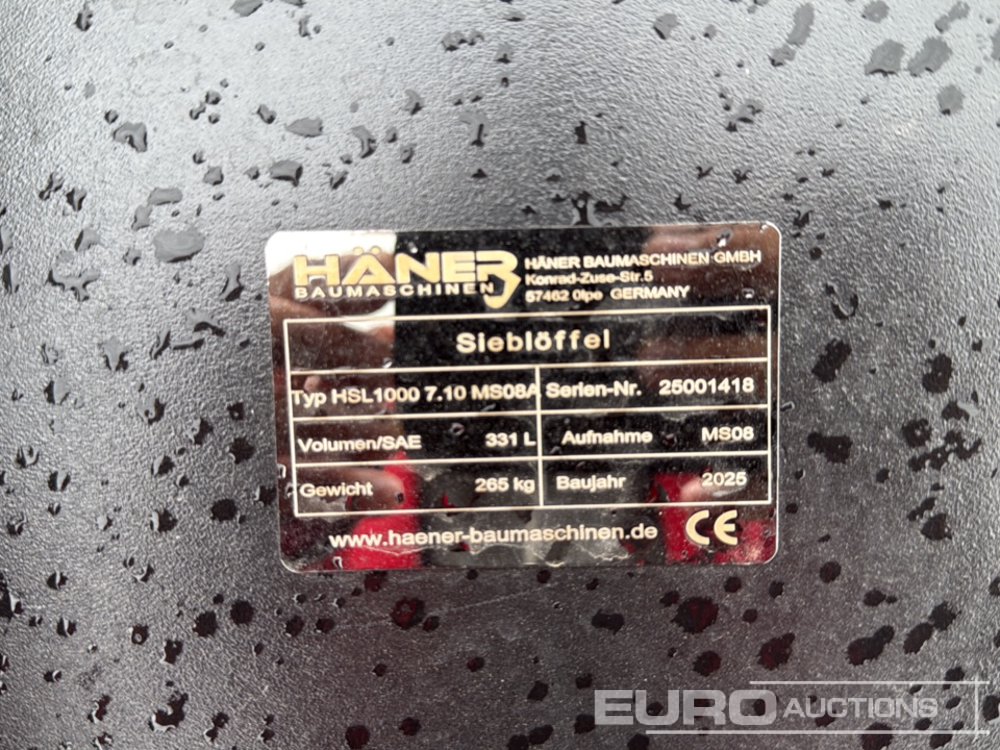 HÄNER
BAUMASCHINEN
HÄNER BAUMASCHINEN GMBH
Konrad-Zuse-Str.5
57462 Olpe GERMANY
Sieblöffel
Typ HSL1000 7.10 MS08A Serien-Nr. 25001418
Volumen/SAE 331 L Aufnahme MS08
Gewicht 265 kg Baujahr 2025
www.haener-baumaschinen.de CE
EURO AUCTIONS